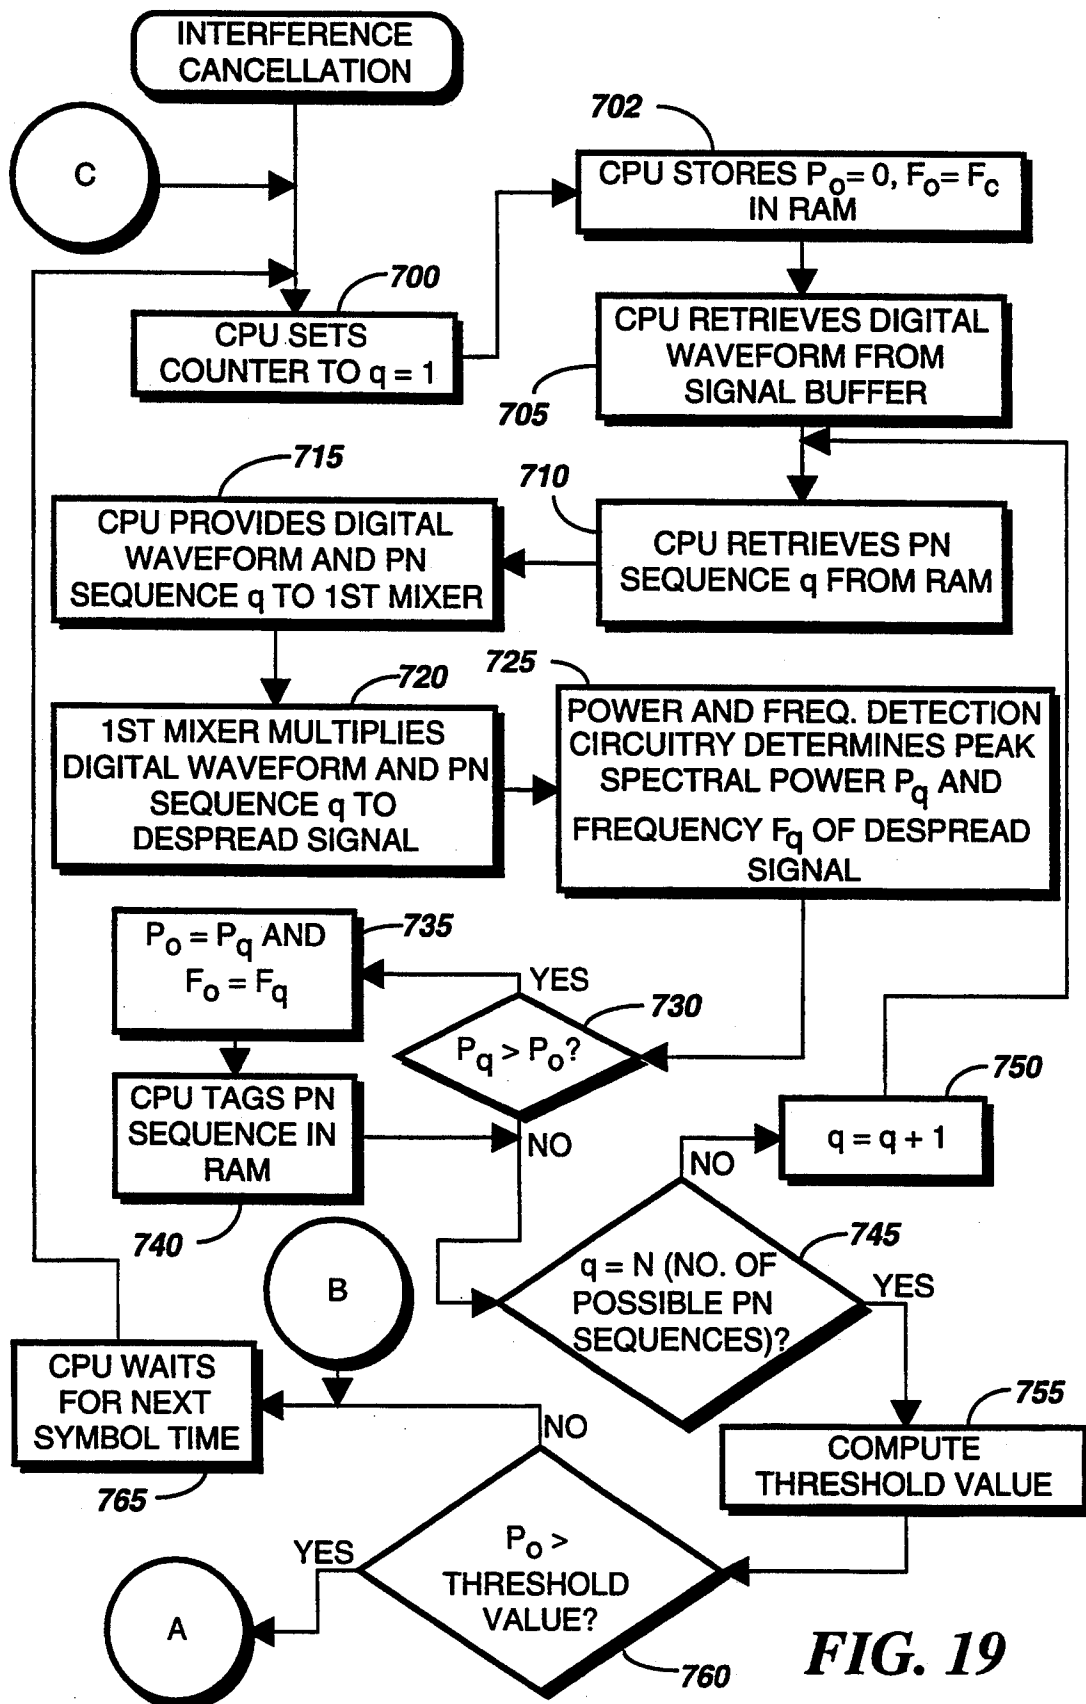 INTERFERENCE
CANCELLATION
C
702
CPU STORES Po= 0, Fo= Fc
IN RAM
700
CPU SETS
COUNTER TO q = 1
CPU RETRIEVES DIGITAL
WAVEFORM FROM
SIGNAL BUFFER
705
715
CPU PROVIDES DIGITAL
WAVEFORM AND PN
SEQUENCE q TO 1ST MIXER
710
CPU RETRIEVES PN
SEQUENCE q FROM RAM
720
1ST MIXER MULTIPLIES
DIGITAL WAVEFORM AND PN
SEQUENCE q TO
DESPREAD SIGNAL
725
POWER AND FREQ. DETECTION
CIRCUITRY DETERMINES PEAK
SPECTRAL POWER Pq AND
FREQUENCY Fq OF DESPREAD
SIGNAL
735
Po = Pq AND
Fo = Fq
YES
730
Pq > Po?
NO
CPU TAGS PN
SEQUENCE IN
RAM
740
750
q = q + 1
NO
745
q = N (NO. OF
POSSIBLE PN
SEQUENCES)?
YES
B
CPU WAITS
FOR NEXT
SYMBOL TIME
765
755
COMPUTE
THRESHOLD VALUE
NO
Po >
THRESHOLD
VALUE?
YES
760
A
FIG. 19